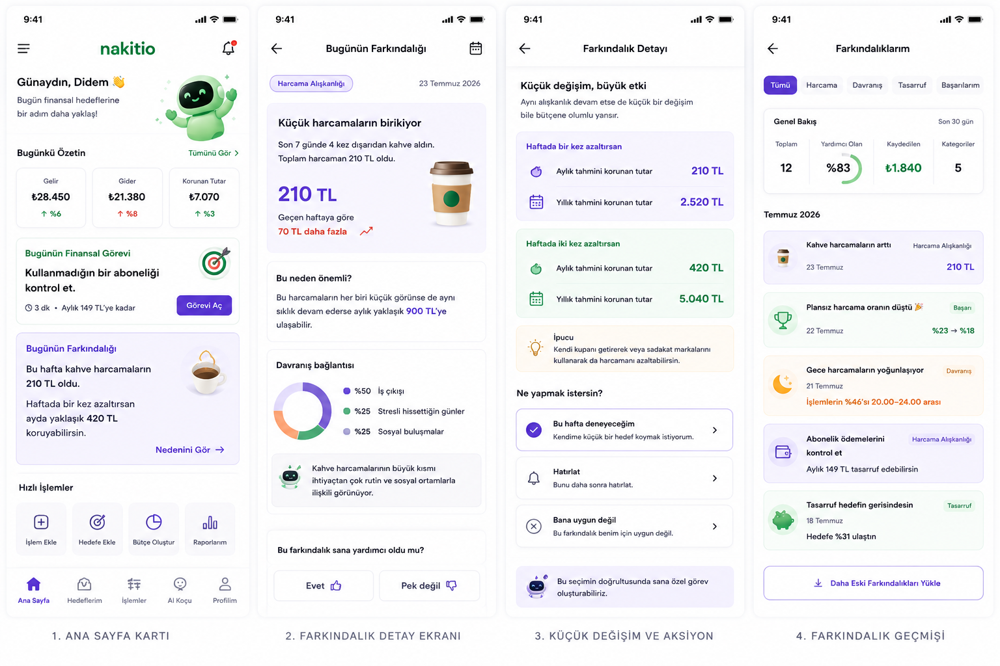 9:41
nakitio
Günaydın, Didem 👋
Bugün finansal hedeflerine
bir adım daha yaklaş!
Bugünkü Özetin
Tümünü Gör >
Gelir
₺28.450
↑ %6
Gider
₺21.380
↑ %8
Korunan Tutar
₺7.070
↑ %3
Bugünün Finansal Görevi
Kullanmadığın bir aboneliği
kontrol et.
3 dk • Aylık 149 TL'ye kadar
Görevi Aç
Bugünün Farkındalığı
Bu hafta kahve harcamaların
210 TL oldu.
Haftada bir kez azaltırsan
ayda yaklaşık 420 TL
koruyabilirsin.
Nedenini Gör →
Hızlı İşlemler
İşlem Ekle
Hedefe Ekle
Bütçe Oluştur
Raporlarım
Ana Sayfa
Hedeflerim
İşlemler
AI Koçu
Profilim
1. ANA SAYFA KARTI
9:41
Bugünün Farkındalığı
Harcama Alışkanlığı
23 Temmuz 2026
Küçük harcamaların birikiyor
Son 7 günde 4 kez dışarıdan kahve aldın.
Toplam harcaman 210 TL oldu.
210 TL
Geçen haftaya göre
70 TL daha fazla
Bu neden önemli?
Bu harcamaların her biri küçük görünse de aynı
sıklık devam ederse aylık yaklaşık 900 TL'ye
ulaşabilir.
Davranış bağlantısı
%50 İş çıkışı
%25 Stresli hissettiğin günler
%25 Sosyal buluşmalar
Kahve harcamalarının büyük kısmı
ihtiyaçtan çok rutin ve sosyal ortamlarla
ilişkili görünüyor.
Bu farkındalık sana yardımcı oldu mu?
Evet
Pek değil
2. FARKINDALIK DETAY EKRANI
9:41
Farkındalık Detayı
Küçük değişim, büyük etki
Aynı alışkanlık devam etse de küçük bir değişim
bile bütçene olumlu yansır.
Haftada bir kez azaltırsan
Aylık tahmini korunan tutar
210 TL
Yıllık tahmini korunan tutar
2.520 TL
Haftada iki kez azaltırsan
Aylık tahmini korunan tutar
420 TL
Yıllık tahmini korunan tutar
5.040 TL
İpucu
Kendi kupanı getirerek veya sadakat markalarını
kullanarak da harcamanı azaltabilirsin.
Ne yapmak istersin?
Bu hafta deneyeceğim
Kendime küçük bir hedef koymak istiyorum.
Hatırlat
Bunu daha sonra hatırlat.
Bana uygun değil
Bu farkındalık benim için uygun değil.
Bu seçimin doğrultusunda sana özel görev
oluşturabiliriz.
3. KÜÇÜK DEĞİŞİM VE AKSİYON
9:41
Farkındalıklarım
Tümü
Harcama
Davranış
Tasarruf
Başarılarım
Genel Bakış
Son 30 gün
Toplam
12
Yardımcı Olan
%83
Kaydedilen
₺1.840
Kategoriler
5
Temmuz 2026
Kahve harcamaların arttı
Harcama Alışkanlığı
23 Temmuz
210 TL
Plansız harcama oranın düştü 🎉
Başarı
22 Temmuz
%23 → %18
Gece harcamaların yoğunlaşıyor
Davranış
21 Temmuz
İşlemlerin %46'sı 20.00–24.00 arası
Abonelik ödemelerini
kontrol et
Harcama Alışkanlığı
Aylık 149 TL tasarruf edebilirsin
Tasarruf hedefin gerisindesin
Tasarruf
18 Temmuz
Hedefe %31 ulaştın
Daha Eski Farkındalıkları Yükle
4. FARKINDALIK GEÇMİŞİ